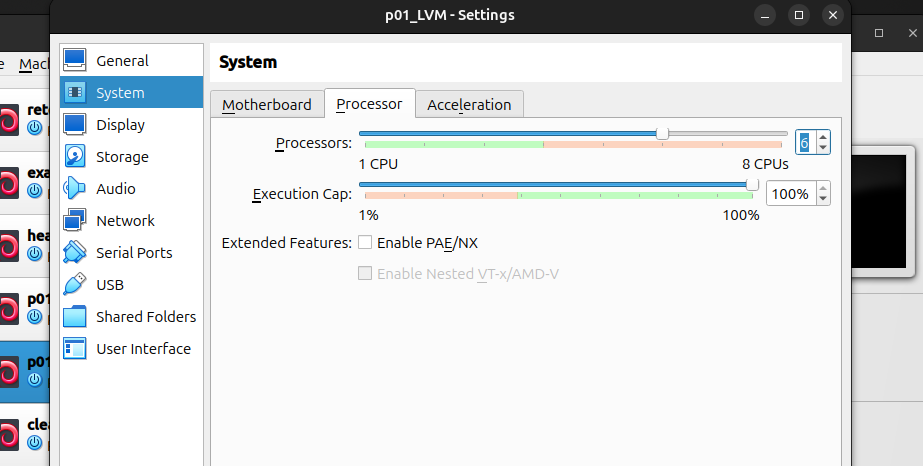 p01_LVM - Settings
e Mach
General
System
Display
Storage
Audio
Network
Serial Ports
USB
Shared Folders
User Interface
System
Motherboard Processor Acceleration
Processors: 6
1 CPU 8 CPUs
Execution Cap: 100%
1% 100%
Extended Features: Enable PAE/NX
Enable Nested VT-x/AMD-V
ret
exa
hea
p01
p01
clea